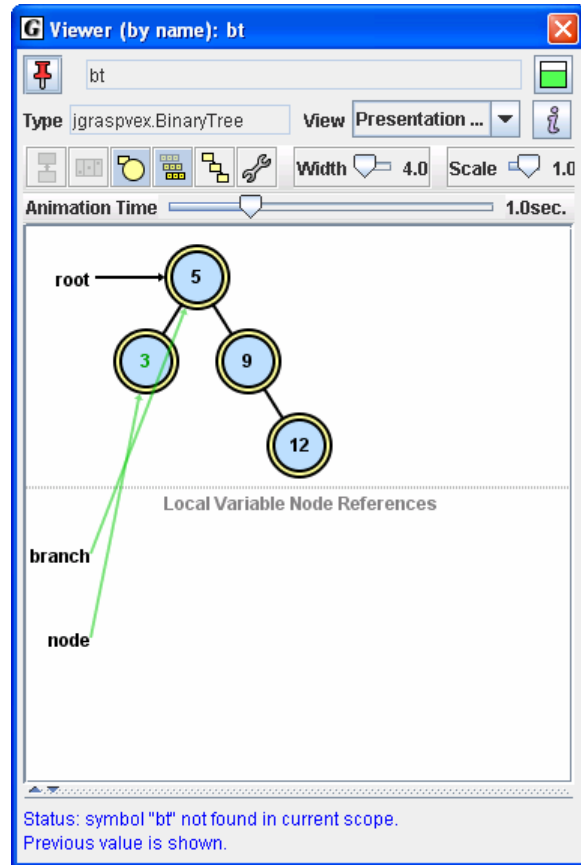 G Viewer (by name): bt
bt
Type jgraspvex.BinaryTree View Presentation ...
Width 4.0 Scale 1.0
Animation Time 1.0sec.
root 5
3 9
12
Local Variable Node References
branch
node
Status: symbol "bt" not found in current scope.
Previous value is shown.